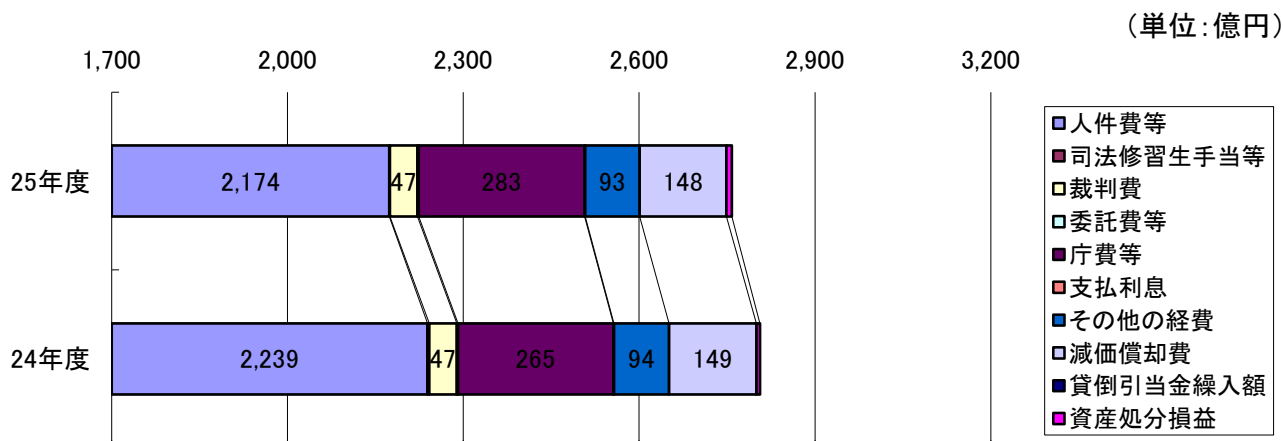 （単位：億円）
1,700 2,000 2,300 2,600 2,900 3,200
25年度 2,174 47 283 93 148
24年度 2,239 47 265 94 149
人件費等
司法修習生手当等
裁判費
委託費等
庁費等
支払利息
その他の経費
減価償却費
貸倒引当金繰入額
資産処分損益